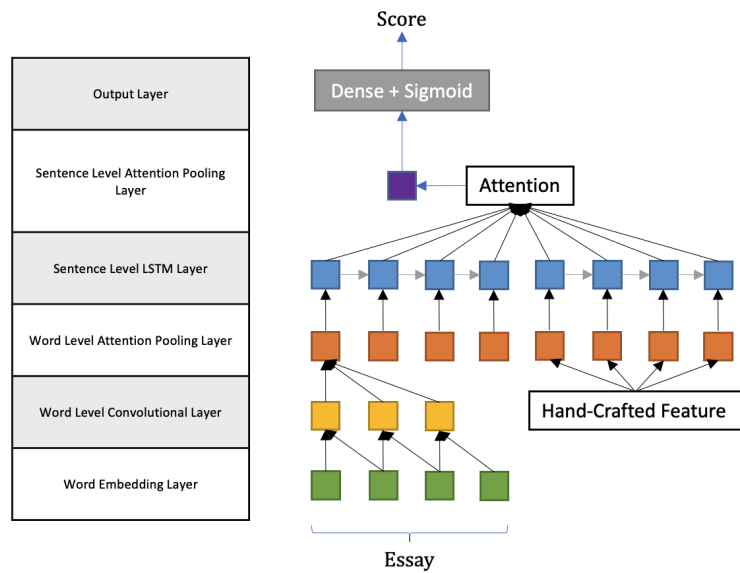 Score
Output Layer
Dense + Sigmoid
Sentence Level Attention Pooling
Layer
Attention
Sentence Level LSTM Layer
Word Level Attention Pooling Layer
Word Level Convolutional Layer
Hand-Crafted Feature
Word Embedding Layer
Essay